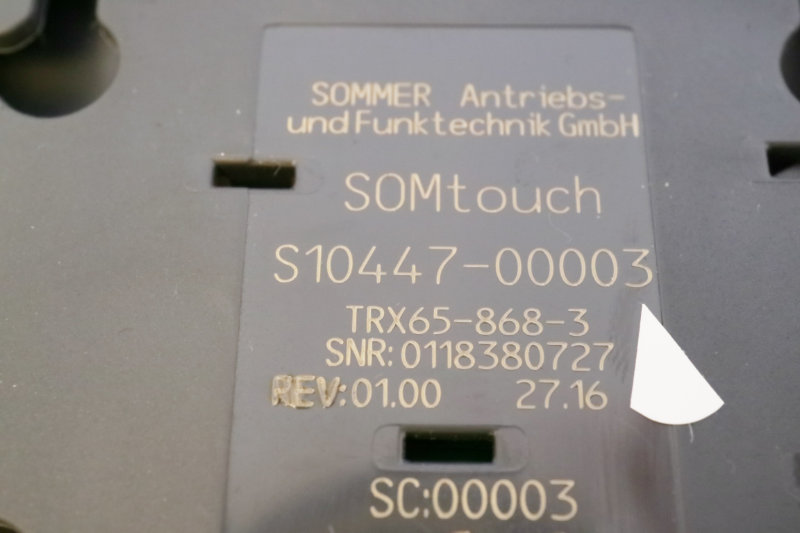 SOMMER Antriebs-
und Funktechnik GmbH
SOMtouch
S10447-00003
TRX65-868-3
SNR:0118380727
REV:01.00 27.16
SC:00003